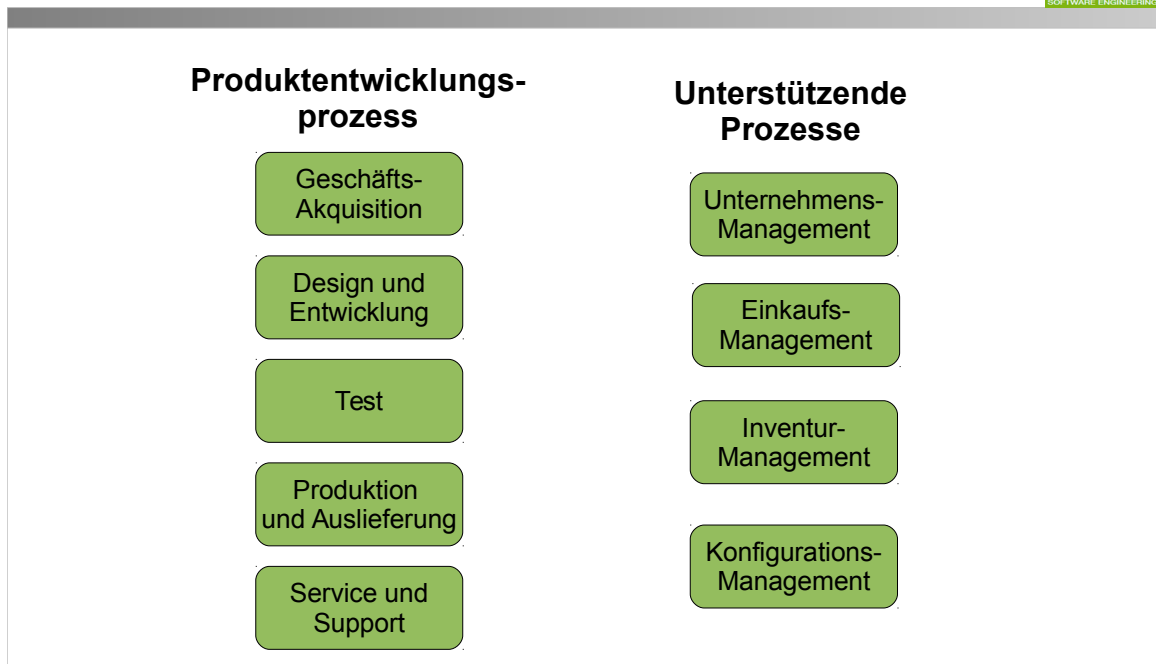 SOFTWARE ENGINEERING
Produktentwicklungs-
prozess
Geschäfts-
Akquisition
Design und
Entwicklung
Test
Produktion
und Auslieferung
Service und
Support
Unterstützende
Prozesse
Unternehmens-
Management
Einkaufs-
Management
Inventur-
Management
Konfigurations-
Management